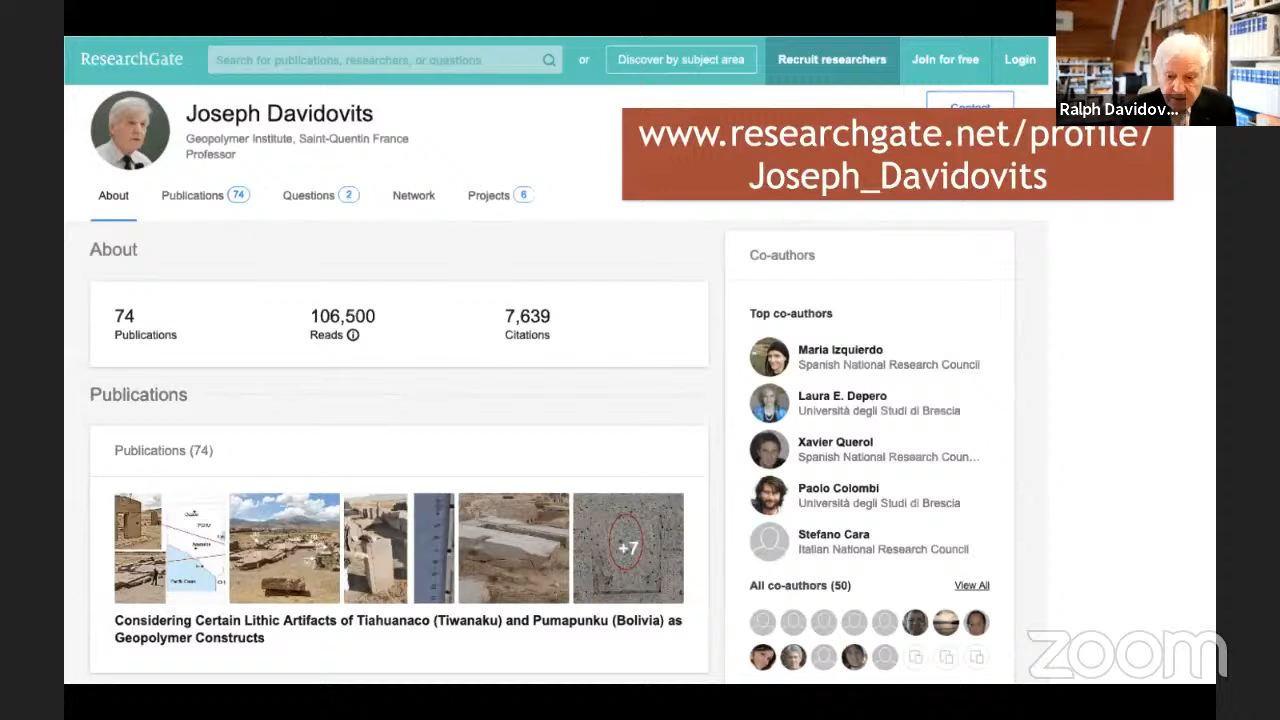 ResearchGate
Search for publications, researchers, or questions
or
Discover by subject area
Recruit researchers
Join for free
Login
Ralph Davidov...
Joseph Davidovits
Geopolymer Institute, Saint-Quentin France
Professor
Contact
www.researchgate.net/profile/
Joseph_Davidovits
About
Publications 74
Questions 2
Network
Projects 6
About
74
Publications
106,500
Reads
7,639
Citations
Publications
Publications (74)
+7
Considering Certain Lithic Artifacts of Tiahuanaco (Tiwanaku) and Pumapunku (Bolivia) as
Geopolymer Constructs
Co-authors
Top co-authors
Maria Izquierdo
Spanish National Research Council
Laura E. Depero
Università degli Studi di Brescia
Xavier Querol
Spanish National Research Coun...
Paolo Colombi
Università degli Studi di Brescia
Stefano Cara
Italian National Research Council
All co-authors (50)
View All
zoom